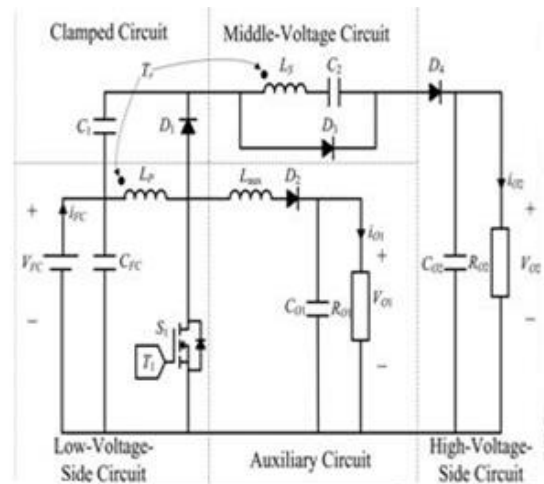 Clamped Circuit
Middle-Voltage Circuit
Tr
LS
C2
D4
C1
D1
D3
LP
Laux
D2
iFC
iO1
iO2
+
+
+
VFC
CFC
S1
T1
CO1
RO1
VO1
CO2
RO2
VO2
−
−
−
Low-Voltage-
Side Circuit
Auxiliary Circuit
High-Voltage-
Side Circuit